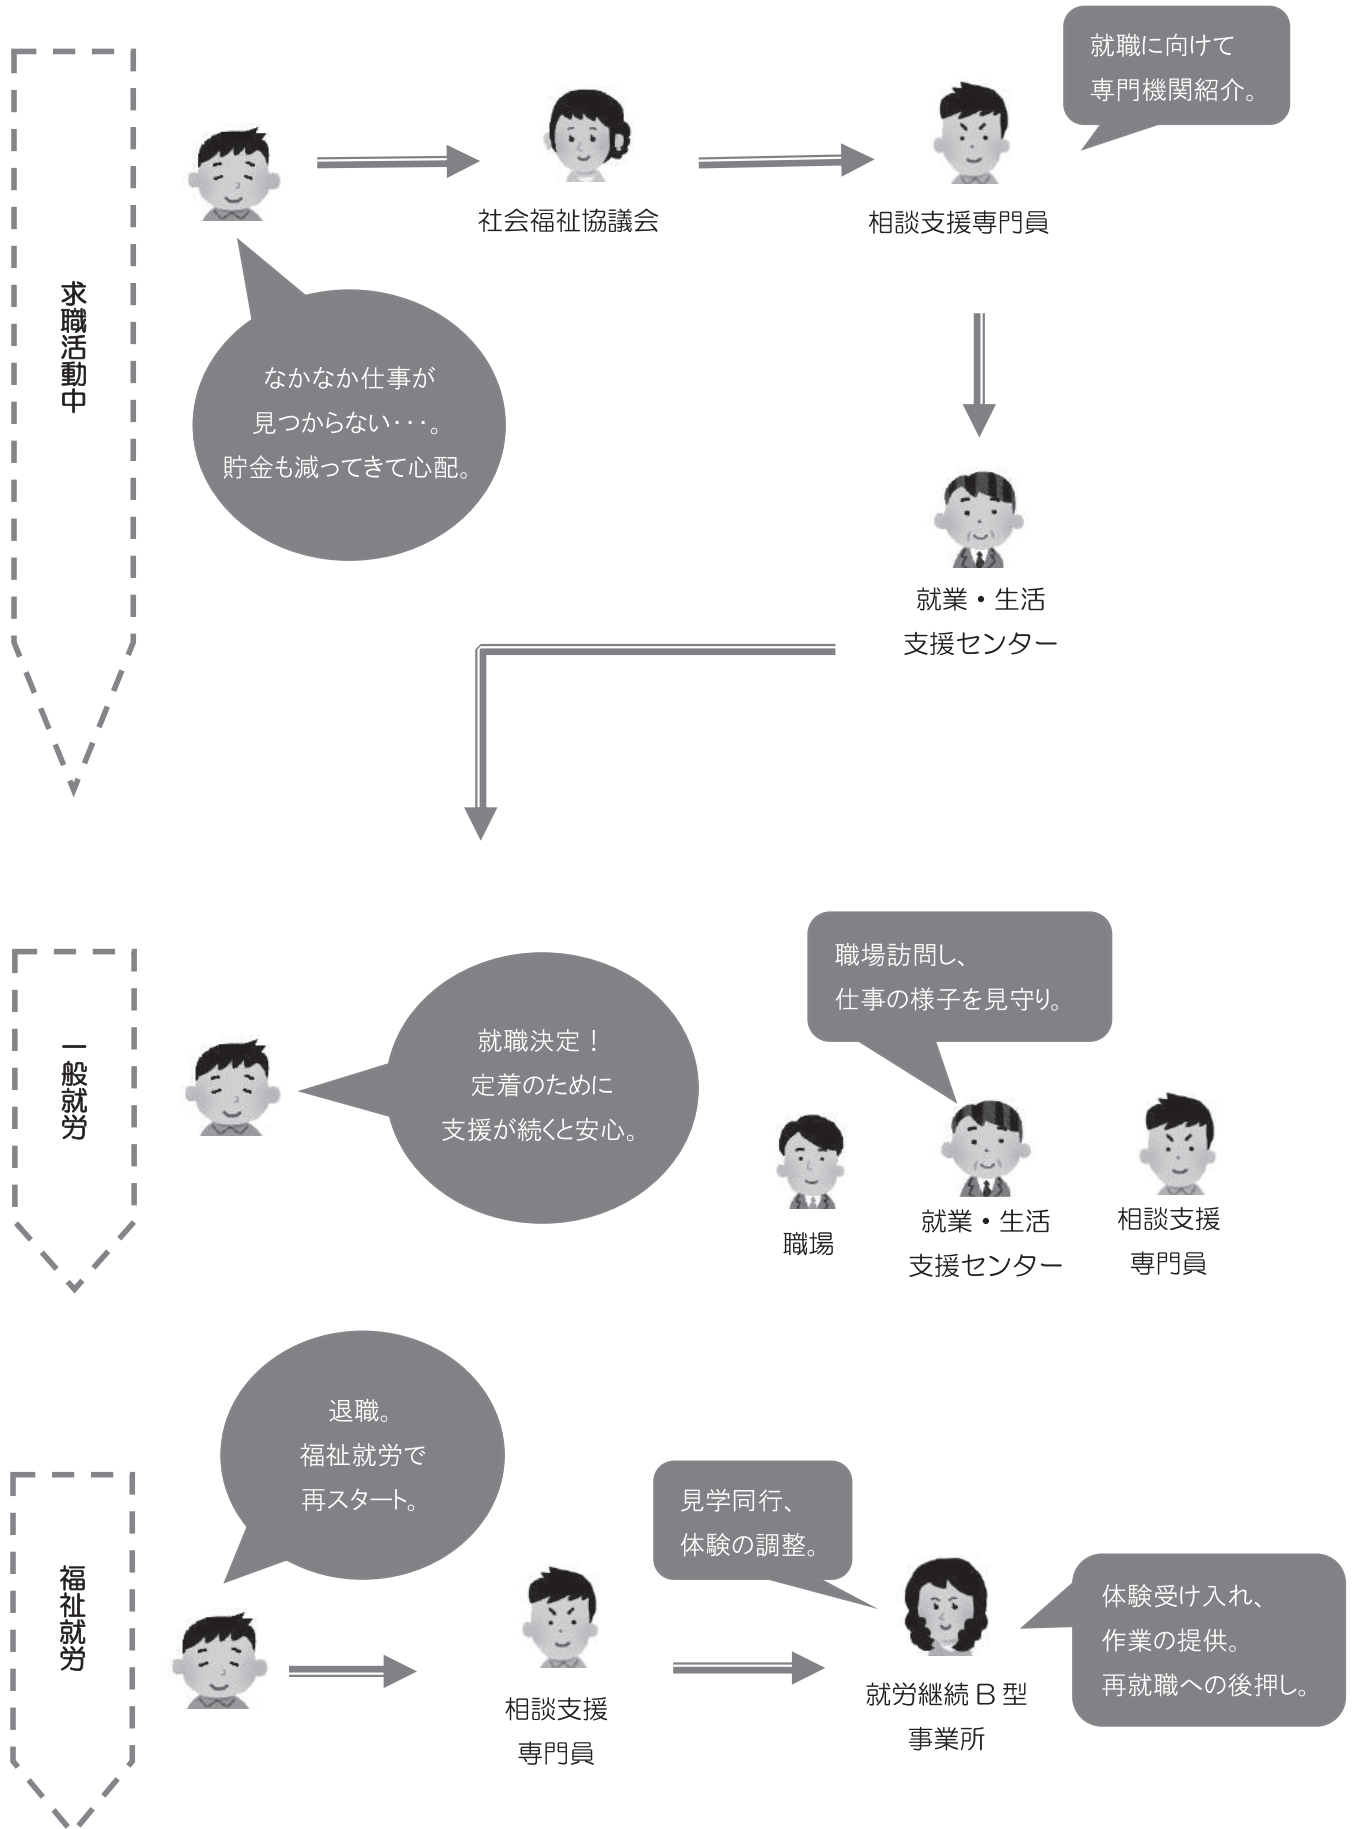 就職に向けて
専門機関紹介。
社会福祉協議会
相談支援専門員
求職活動中
なかなか仕事が
見つからない・・・。
貯金も減ってきて心配。
就業・生活
支援センター
一般就労
就職決定！
定着のために
支援が続くと安心。
職場訪問し、
仕事の様子を見守り。
職場
就業・生活
支援センター
相談支援
専門員
福祉就労
退職。
福祉就労で
再スタート。
相談支援
専門員
見学同行、
体験の調整。
就労継続Ｂ型
事業所
体験受け入れ、
作業の提供。
再就職への後押し。